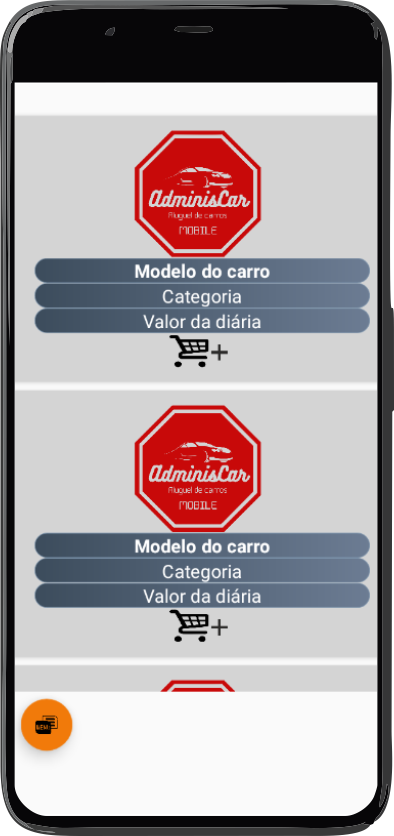 AdminisCar
Aluguel de carros
MOBILE
Modelo do carro
Categoria
Valor da diária
+
AdminisCar
Aluguel de carros
MOBILE
Modelo do carro
Categoria
Valor da diária
+
NEW